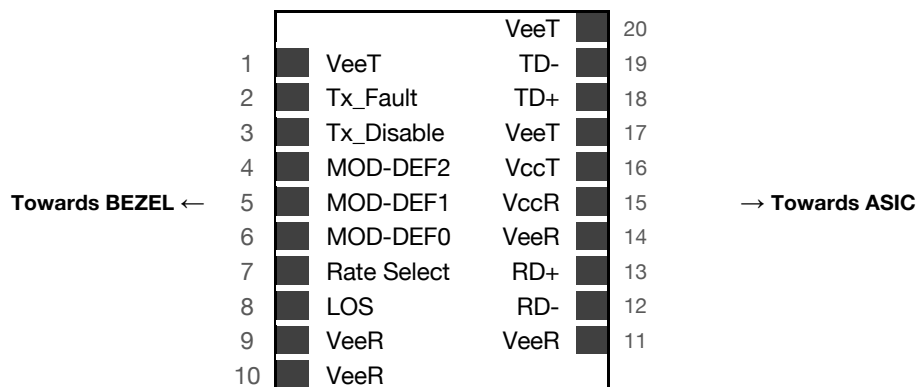 VeeT 20
1 VeeT TD- 19
2 Tx_Fault TD+ 18
3 Tx_Disable VeeT 17
4 MOD-DEF2 VccT 16
Towards BEZEL ← 5 MOD-DEF1 VccR 15 → Towards ASIC
6 MOD-DEF0 VeeR 14
7 Rate Select RD+ 13
8 LOS RD- 12
9 VeeR VeeR 11
10 VeeR